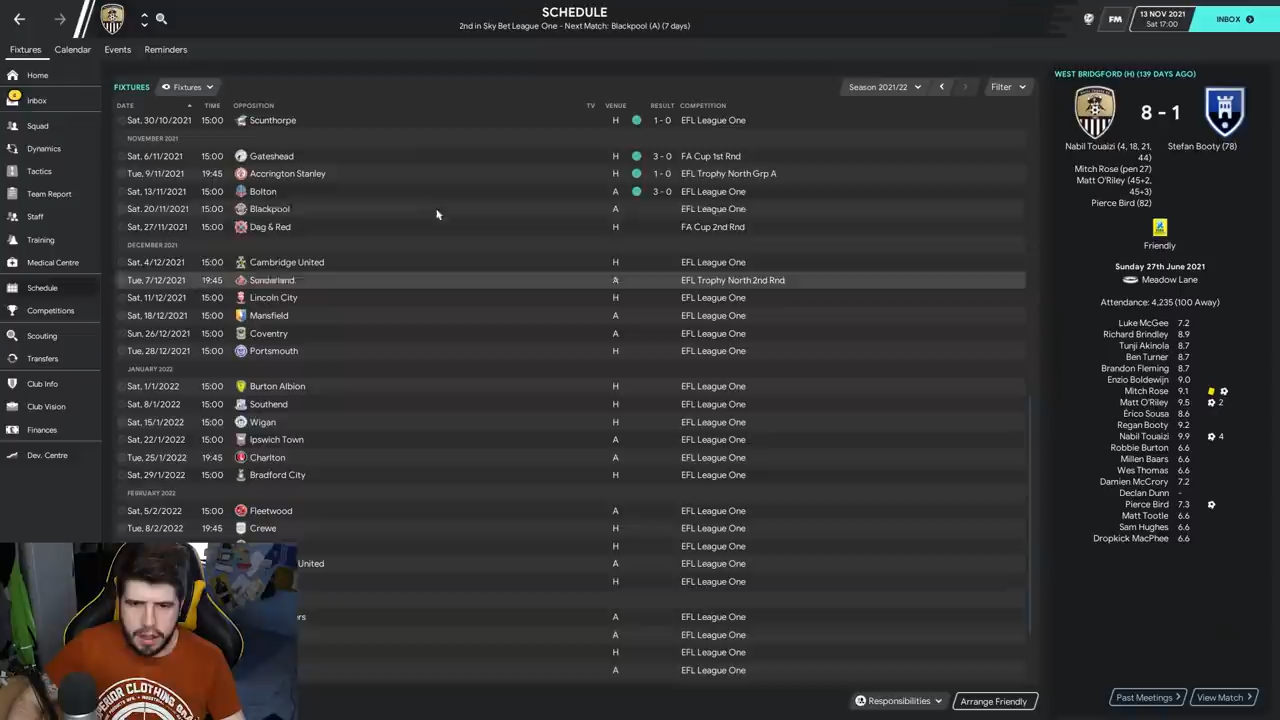 SCHEDULE
2nd in Sky Bet League One - Next Match: Blackpool (A) (7 days)
FM
13 NOV 2021
Sat 17:00
INBOX
Fixtures Calendar Events Reminders
Home
4
Inbox
Squad
Dynamics
Tactics
Team Report
Staff
Training
Medical Centre
Schedule
Competitions
Scouting
Transfers
Club Info
Club Vision
Finances
Dev. Centre
FIXTURES Fixtures Season 2021/22 Filter
DATE TIME OPPOSITION TV VENUE RESULT COMPETITION
Sat, 30/10/2021 15:00 Scunthorpe H 1 - 0 EFL League One
NOVEMBER 2021
Sat, 6/11/2021 15:00 Gateshead H 3 - 0 FA Cup 1st Rnd
Tue, 9/11/2021 19:45 Accrington Stanley H 1 - 0 EFL Trophy North Grp A
Sat, 13/11/2021 15:00 Bolton A 3 - 0 EFL League One
Sat, 20/11/2021 15:00 Blackpool A EFL League One
Sat, 27/11/2021 15:00 Dag & Red H FA Cup 2nd Rnd
DECEMBER 2021
Sat, 4/12/2021 15:00 Cambridge United H EFL League One
Tue, 7/12/2021 19:45 Sunderland A EFL Trophy North 2nd Rnd
Sat, 11/12/2021 15:00 Lincoln City H EFL League One
Sat, 18/12/2021 15:00 Mansfield A EFL League One
Sun, 26/12/2021 15:00 Coventry A EFL League One
Tue, 28/12/2021 15:00 Portsmouth H EFL League One
JANUARY 2022
Sat, 1/1/2022 15:00 Burton Albion H EFL League One
Sat, 8/1/2022 15:00 Southend H EFL League One
Sat, 15/1/2022 15:00 Wigan H EFL League One
Sat, 22/1/2022 15:00 Ipswich Town A EFL League One
Tue, 25/1/2022 19:45 Charlton A EFL League One
Sat, 29/1/2022 15:00 Bradford City H EFL League One
FEBRUARY 2022
Sat, 5/2/2022 15:00 Fleetwood A EFL League One
Tue, 8/2/2022 19:45 Crewe H EFL League One
H EFL League One
United A EFL League One
H EFL League One
ers A EFL League One
A EFL League One
H EFL League One
A EFL League One
Responsibilities Arrange Friendly
WEST BRIDGFORD (H) (139 DAYS AGO)
8 - 1
Nabil Touaizi (4, 18, 21, 44)
Mitch Rose (pen 27)
Matt O'Riley (45+2, 45+3)
Pierce Bird (82)
Stefan Booty (78)
Friendly
Sunday 27th June 2021
Meadow Lane
Attendance: 4,235 (100 Away)
Luke McGee 7.2
Richard Brindley 8.9
Tunji Akinola 8.7
Ben Turner 8.7
Brandon Fleming 8.7
Enzio Boldewijn 9.0
Mitch Rose 9.1
Matt O'Riley 9.5 2
Érico Sousa 8.6
Regan Booty 9.2
Nabil Touaizi 9.9 4
Robbie Burton 6.6
Millen Baars 6.6
Wes Thomas 6.6
Damien McCrory 7.2
Declan Dunn -
Pierce Bird 7.3
Matt Tootle 6.6
Sam Hughes 6.6
Dropkick MacPhee 6.6
Past Meetings View Match